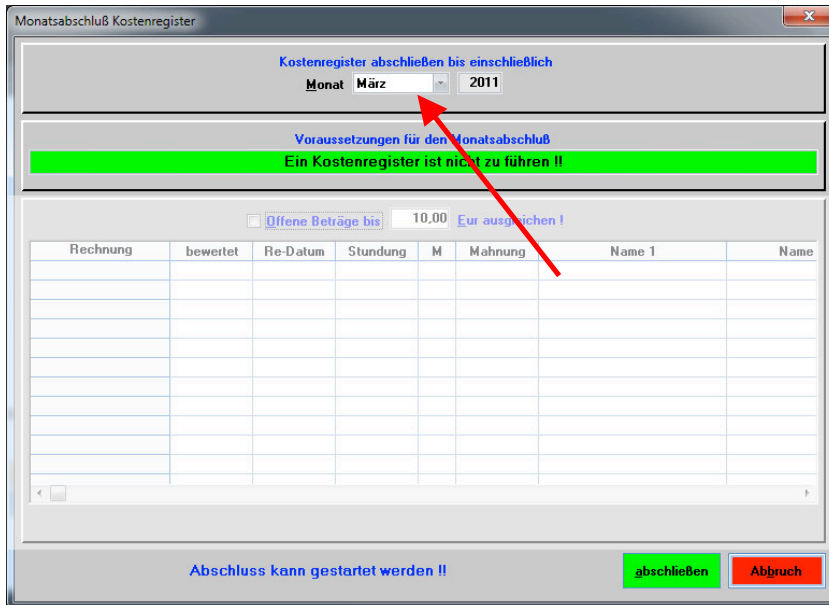 Monatsabschluß Kostenregister
Kostenregister abschließen bis einschließlich
Monat März 2011
Voraussetzungen für den Monatsabschluß
Ein Kostenregister ist nicht zu führen !!
Offene Beträge bis 10,00 Eur ausgleichen !
Rechnung bewertet Re-Datum Stundung M Mahnung Name 1 Name
Abschluss kann gestartet werden !! abschließen Abbruch